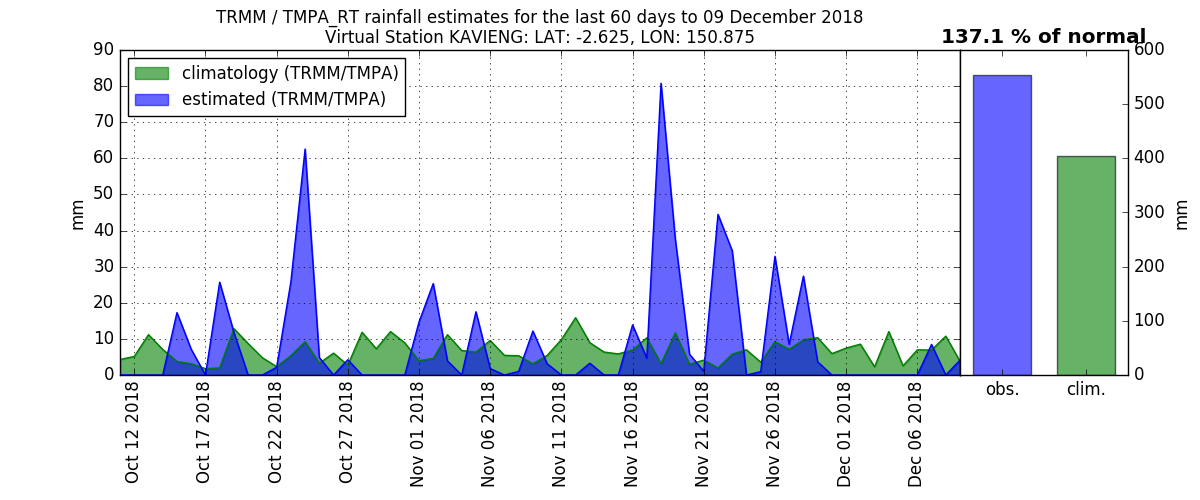 TRMM / TMPA_RT rainfall estimates for the last 60 days to 09 December 2018
Virtual Station KAVIENG: LAT: -2.625, LON: 150.875
137.1 % of normal
climatology (TRMM/TMPA)
estimated (TRMM/TMPA)
90
80
70
60
50
40
30
20
10
0
mm
Oct 12 2018
Oct 17 2018
Oct 22 2018
Oct 27 2018
Nov 01 2018
Nov 06 2018
Nov 11 2018
Nov 16 2018
Nov 21 2018
Nov 26 2018
Dec 01 2018
Dec 06 2018
600
500
400
300
200
100
0
mm
obs.
clim.